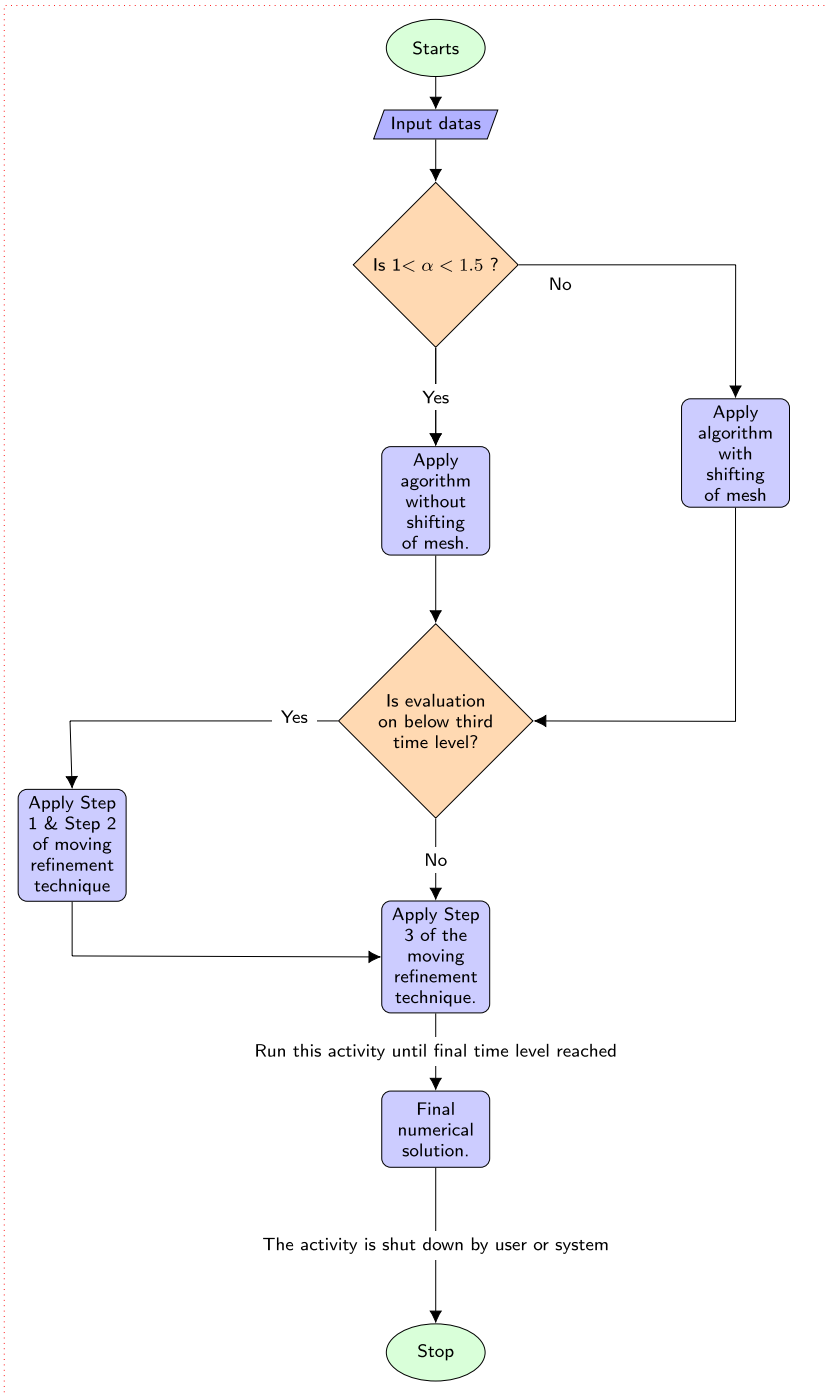 Starts
Input datas
Is 1< α < 1.5 ?
No
Yes
Apply
algorithm
with
shifting
of mesh
Apply
agorithm
without
shifting
of mesh.
Is evaluation
on below third
time level?
Yes
Apply Step
1 & Step 2
of moving
refinement
technique
No
Apply Step
3 of the
moving
refinement
technique.
Run this activity until final time level reached
Final
numerical
solution.
The activity is shut down by user or system
Stop